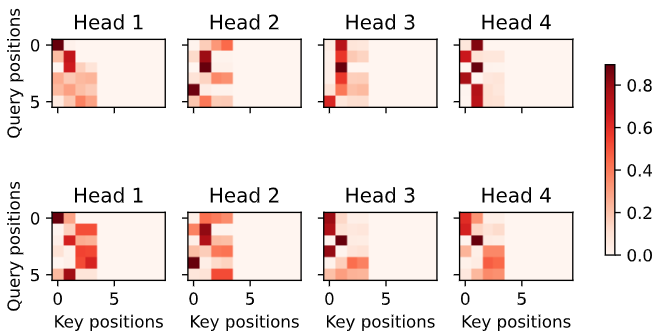 Head 1 Head 2 Head 3 Head 4
Query positions
0
5
0.8
0.6
0.4
0.2
0.0
Head 1 Head 2 Head 3 Head 4
Query positions
0
5
0 5 0 5 0 5 0 5
Key positions Key positions Key positions Key positions